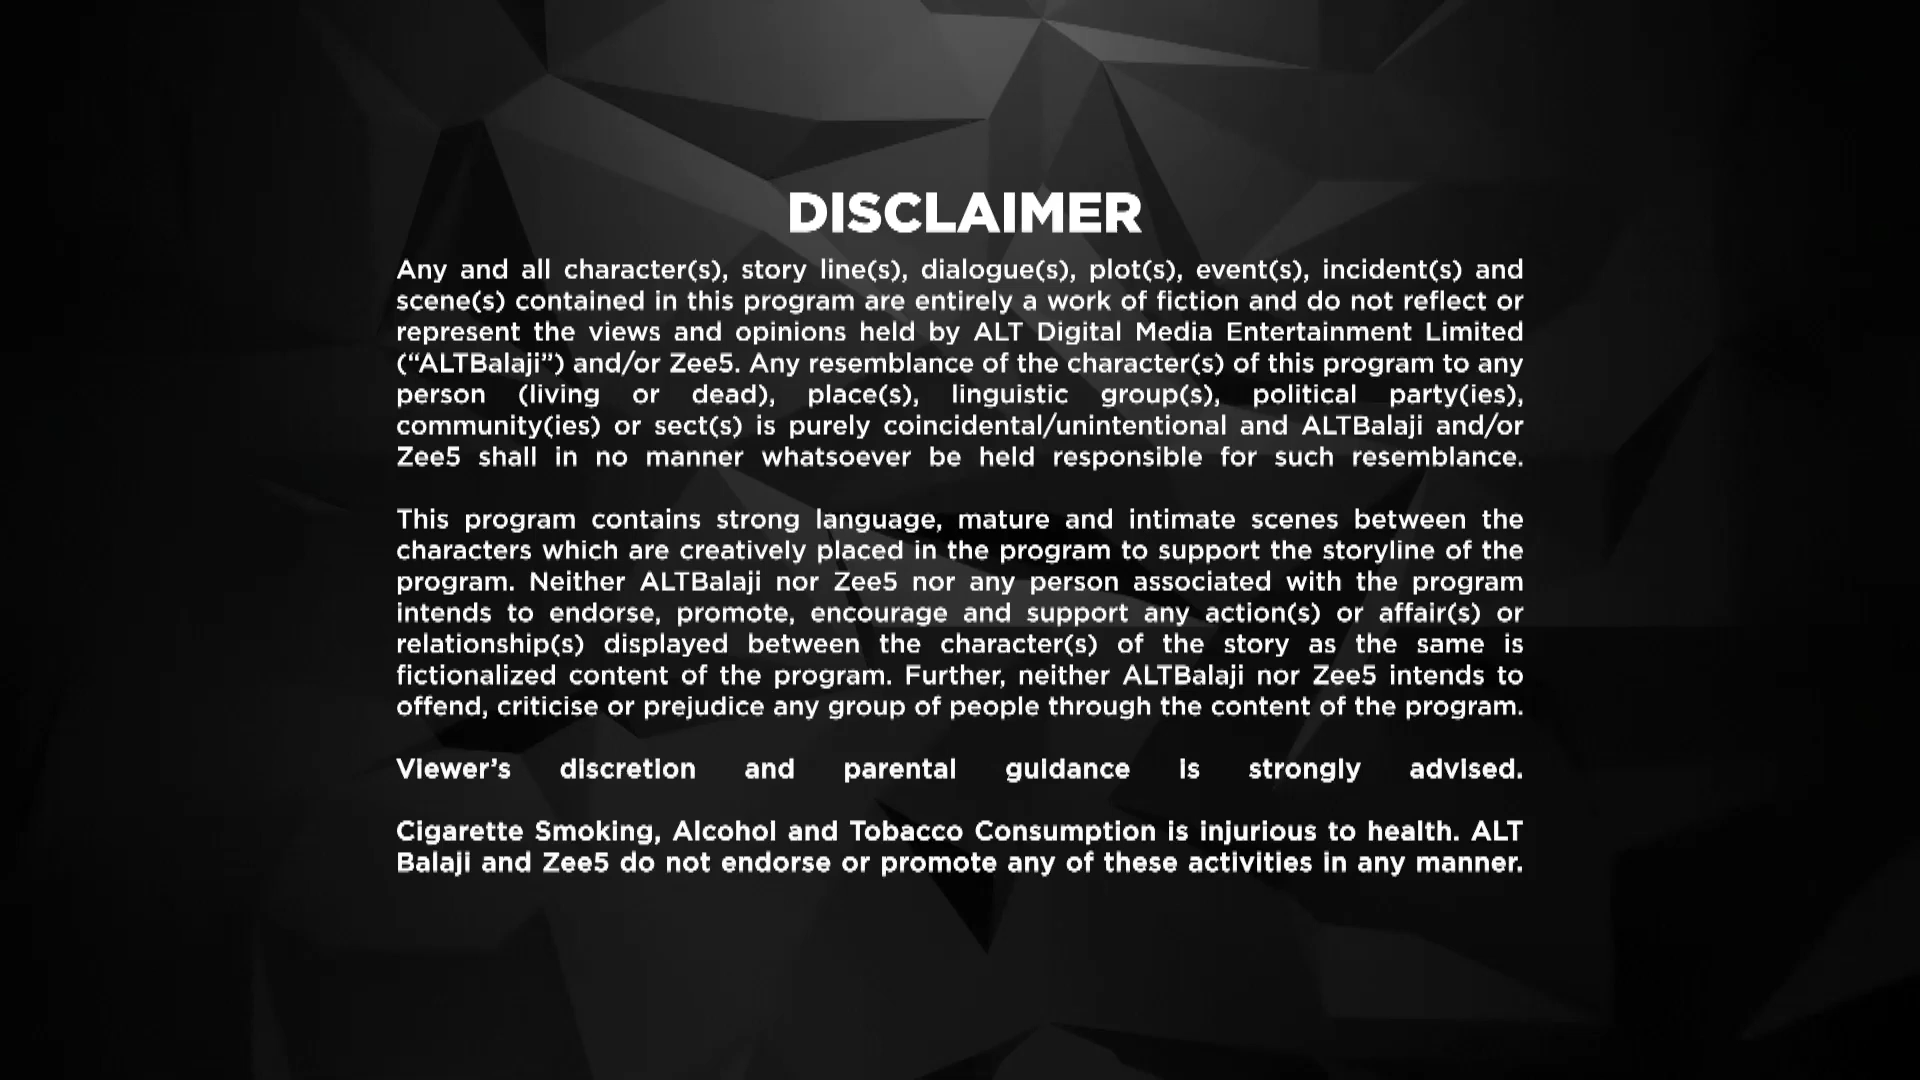 DISCLAIMER
Any and all character(s), story line(s), dialogue(s), plot(s), event(s), incident(s) and
scene(s) contained in this program are entirely a work of fiction and do not reflect or
represent the views and opinions held by ALT Digital Media Entertainment Limited
(“ALTBalaji”) and/or Zee5. Any resemblance of the character(s) of this program to any
person (living or dead), place(s), linguistic group(s), political party(ies),
community(ies) or sect(s) is purely coincidental/unintentional and ALTBalaji and/or
Zee5 shall in no manner whatsoever be held responsible for such resemblance.
This program contains strong language, mature and intimate scenes between the
characters which are creatively placed in the program to support the storyline of the
program. Neither ALTBalaji nor Zee5 nor any person associated with the program
intends to endorse, promote, encourage and support any action(s) or affair(s) or
relationship(s) displayed between the character(s) of the story as the same is
fictionalized content of the program. Further, neither ALTBalaji nor Zee5 intends to
offend, criticise or prejudice any group of people through the content of the program.
Viewer’s discretion and parental guidance is strongly advised.
Cigarette Smoking, Alcohol and Tobacco Consumption is injurious to health. ALT
Balaji and Zee5 do not endorse or promote any of these activities in any manner.